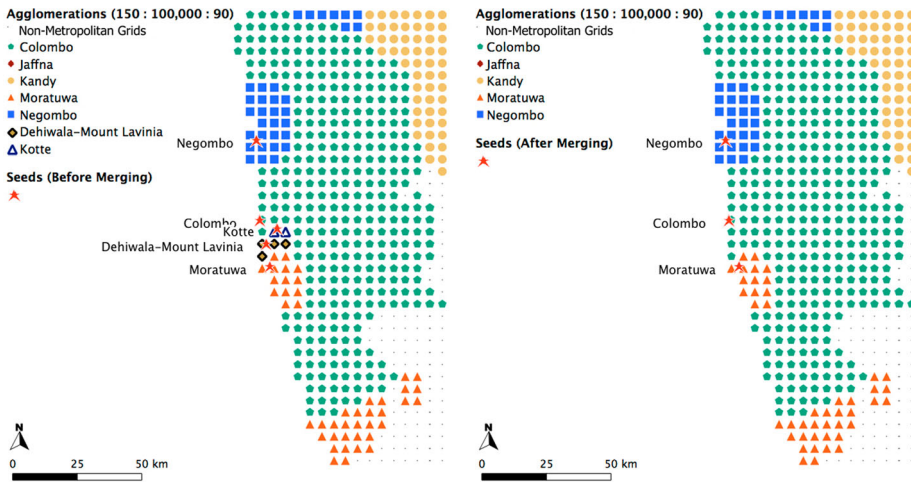 Agglomerations (150 : 100,000 : 90)
Non-Metropolitan Grids
Colombo
Jaffna
Kandy
Moratuwa
Negombo
Dehiwala-Mount Lavinia
Kotte
Seeds (Before Merging)
Negombo
Colombo
Kotte
Dehiwala-Mount Lavinia
Moratuwa
N
0 25 50 km
Agglomerations (150 : 100,000 : 90)
Non-Metropolitan Grids
Colombo
Jaffna
Kandy
Moratuwa
Negombo
Seeds (After Merging)
Negombo
Colombo
Moratuwa
N
0 25 50 km